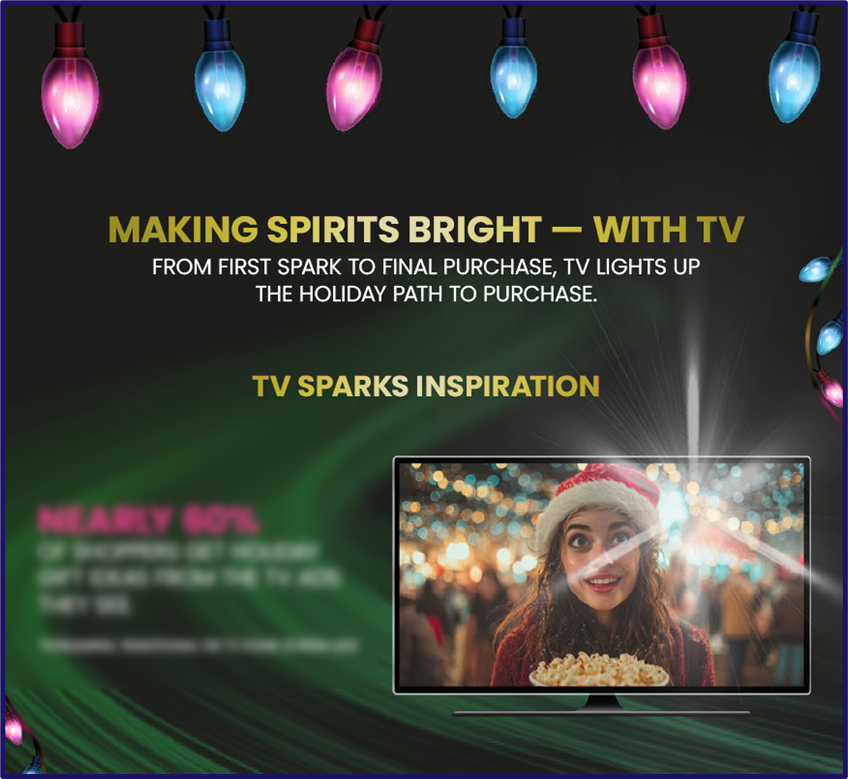 MAKING SPIRITS BRIGHT — WITH TV
FROM FIRST SPARK TO FINAL PURCHASE, TV LIGHTS UP
THE HOLIDAY PATH TO PURCHASE.
TV SPARKS INSPIRATION
NEARLY 60%
OF SHOPPERS GET HOLIDAY
GIFT IDEAS FROM THE TV ADS
THEY SEE.